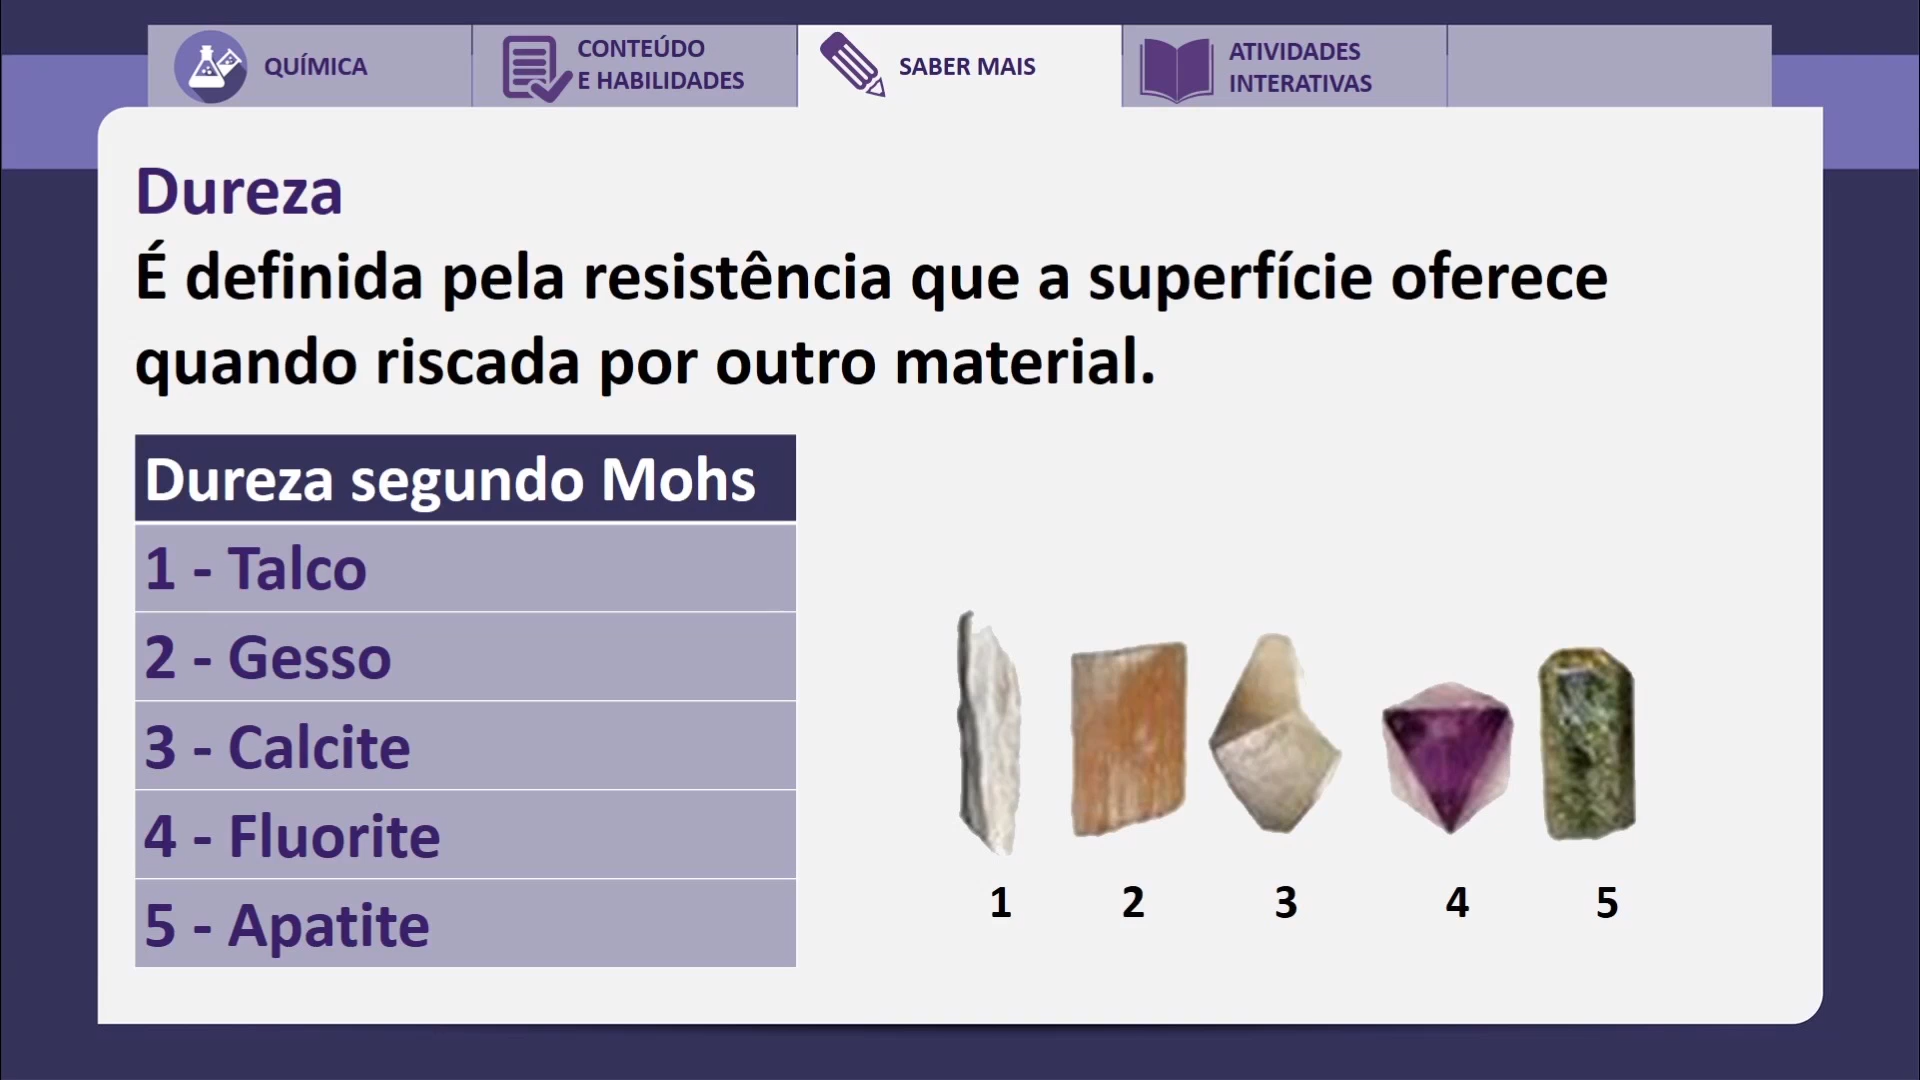 QUÍMICA
CONTEÚDO
E HABILIDADES
SABER MAIS
ATIVIDADES
INTERATIVAS
Dureza
É definida pela resistência que a superfície oferece
quando riscada por outro material.
Dureza segundo Mohs
1 - Talco
2 - Gesso
3 - Calcite
4 - Fluorite
5 - Apatite
1 2 3 4 5